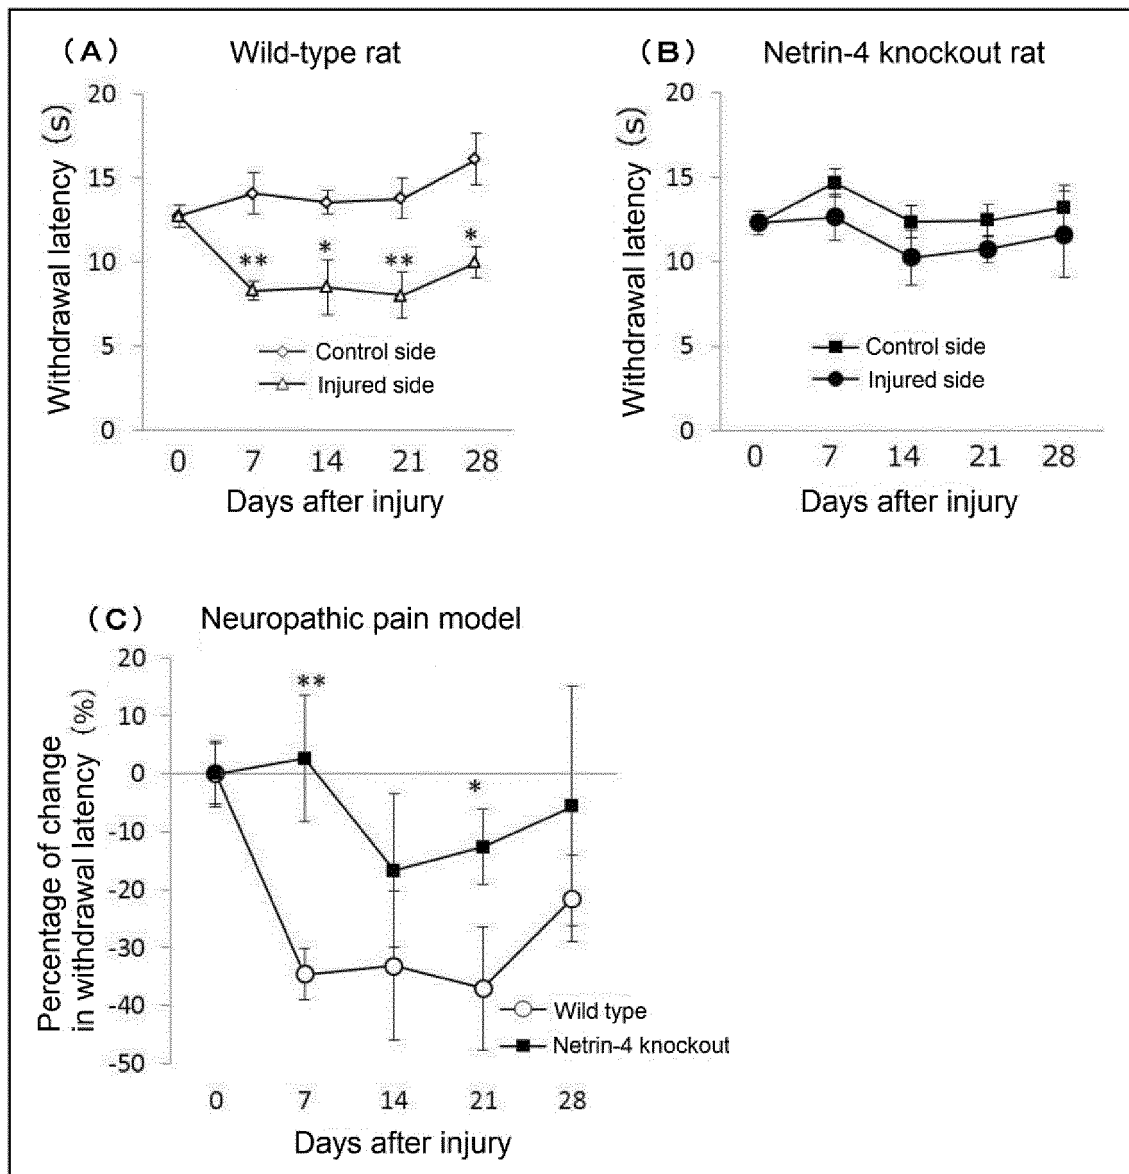 (A) Wild-type rat
Withdrawal latency (s)
20
15
10
5
0
** * ** *
Control side
Injured side
0 7 14 21 28
Days after injury
(B) Netrin-4 knockout rat
Withdrawal latency (s)
20
15
10
5
0
Control side
Injured side
0 7 14 21 28
Days after injury
(C) Neuropathic pain model
Percentage of change
in withdrawal latency (%)
20
10
0
-10
-20
-30
-40
-50
**
*
Wild type
Netrin-4 knockout
0 7 14 21 28
Days after injury